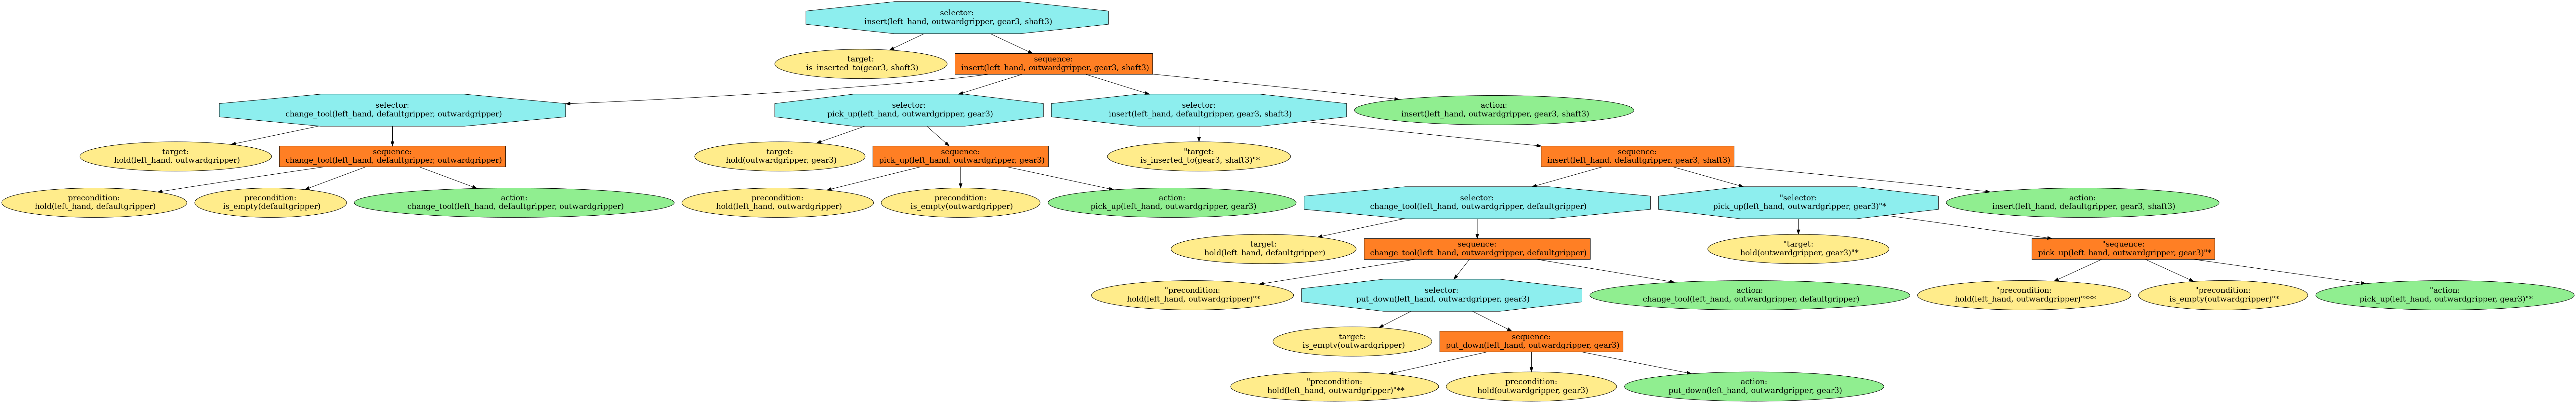 selector:
insert(left_hand, outwardgripper, gear3, shaft3)
target:
is_inserted_to(gear3, shaft3)
sequence:
insert(left_hand, outwardgripper, gear3, shaft3)
selector:
change_tool(left_hand, defaultgripper, outwardgripper)
selector:
pick_up(left_hand, outwardgripper, gear3)
selector:
insert(left_hand, defaultgripper, gear3, shaft3)
action:
insert(left_hand, outwardgripper, gear3, shaft3)
target:
hold(left_hand, outwardgripper)
sequence:
change_tool(left_hand, defaultgripper, outwardgripper)
target:
hold(outwardgripper, gear3)
sequence:
pick_up(left_hand, outwardgripper, gear3)
"target:
is_inserted_to(gear3, shaft3)"*
sequence:
insert(left_hand, defaultgripper, gear3, shaft3)
precondition:
hold(left_hand, defaultgripper)
precondition:
is_empty(defaultgripper)
action:
change_tool(left_hand, defaultgripper, outwardgripper)
precondition:
hold(left_hand, outwardgripper)
precondition:
is_empty(outwardgripper)
action:
pick_up(left_hand, outwardgripper, gear3)
selector:
change_tool(left_hand, outwardgripper, defaultgripper)
"selector:
pick_up(left_hand, outwardgripper, gear3)"*
action:
insert(left_hand, defaultgripper, gear3, shaft3)
target:
hold(left_hand, defaultgripper)
sequence:
change_tool(left_hand, outwardgripper, defaultgripper)
"target:
hold(outwardgripper, gear3)"*
"sequence:
pick_up(left_hand, outwardgripper, gear3)"*
"precondition:
hold(left_hand, outwardgripper)"*
selector:
put_down(left_hand, outwardgripper, gear3)
action:
change_tool(left_hand, outwardgripper, defaultgripper)
"precondition:
hold(left_hand, outwardgripper)"***
"precondition:
is_empty(outwardgripper)"*
"action:
pick_up(left_hand, outwardgripper, gear3)"*
target:
is_empty(outwardgripper)
sequence:
put_down(left_hand, outwardgripper, gear3)
"precondition:
hold(left_hand, outwardgripper)"**
precondition:
hold(outwardgripper, gear3)
action:
put_down(left_hand, outwardgripper, gear3)